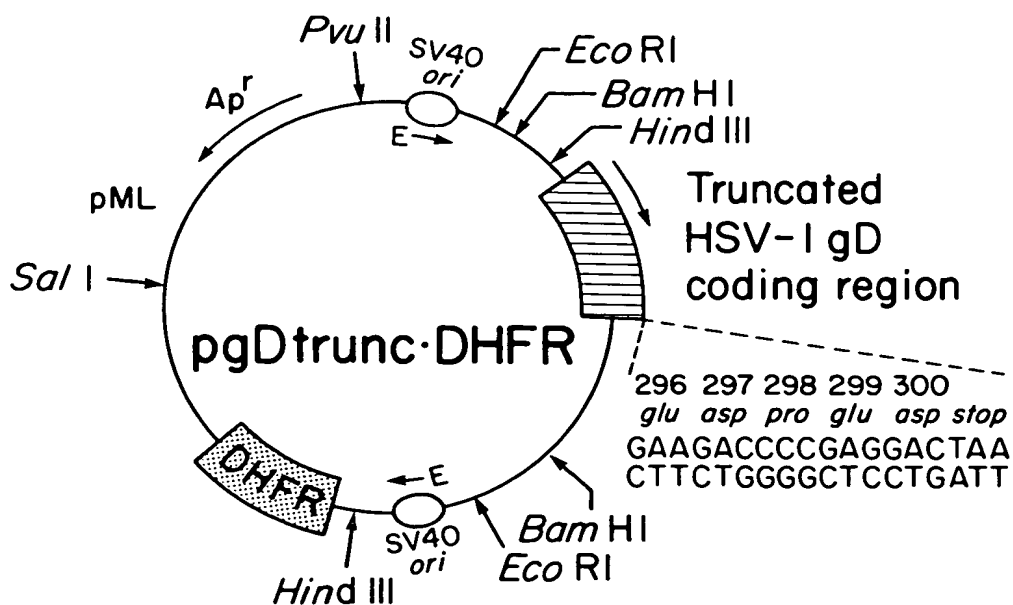 Pvu II
SV40
ori
Eco RI
Bam HI
Hind III
Apʳ
E
pML
Truncated
HSV-I gD
coding region
Sal I
pgDtrunc·DHFR
296 297 298 299 300
glu asp pro glu asp stop
GAAGACCCCGAGGACTAA
CTTCTGGGGCTCCTGATT
DHFR
E
SV40
ori
Bam HI
Eco RI
Hind III